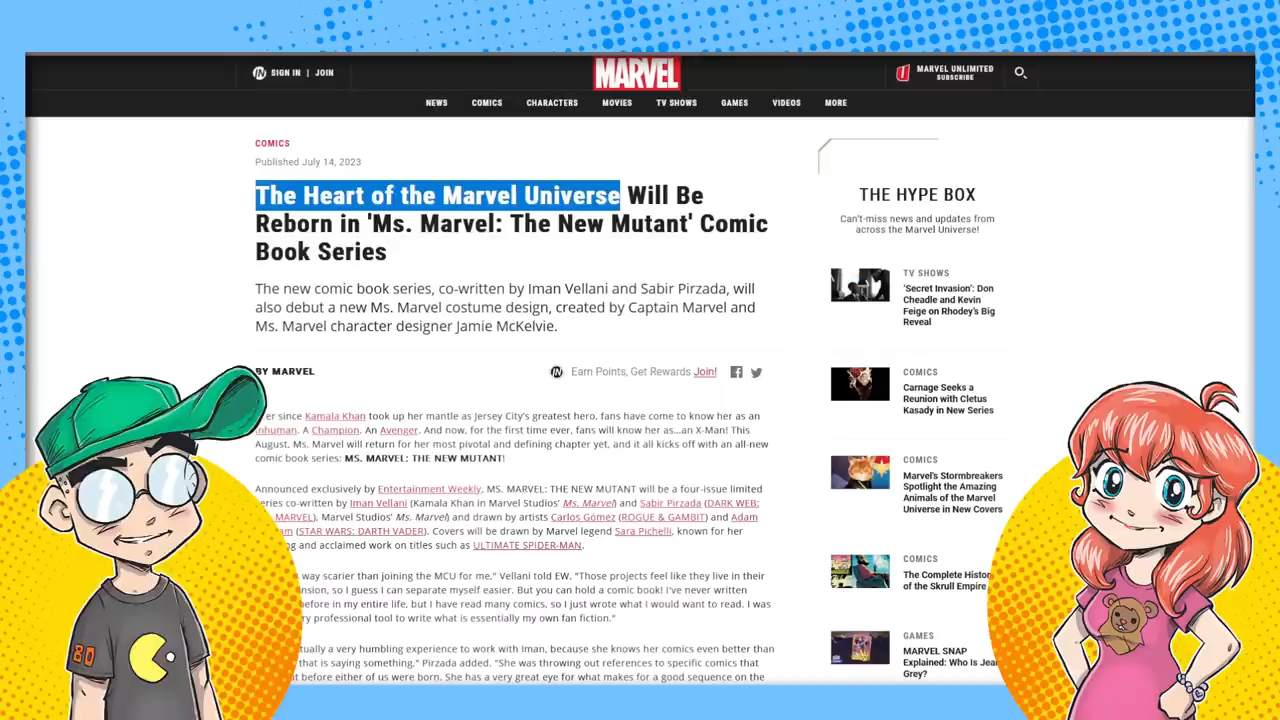 IN SIGN IN | JOIN
MARVEL
MARVEL UNLIMITED
SUBSCRIBE
NEWS COMICS CHARACTERS MOVIES TV SHOWS GAMES VIDEOS MORE
COMICS
Published July 14, 2023
The Heart of the Marvel Universe Will Be
Reborn in 'Ms. Marvel: The New Mutant' Comic
Book Series
The new comic book series, co-written by Iman Vellani and Sabir Pirzada, will
also debut a new Ms. Marvel costume design, created by Captain Marvel and
Ms. Marvel character designer Jamie McKelvie.
BY MARVEL
IN Earn Points, Get Rewards Join!
er since Kamala Khan took up her mantle as Jersey City's greatest hero, fans have come to know her as an
nhuman. A Champion. An Avenger. And now, for the first time ever, fans will know her as...an X-Man! This
August, Ms. Marvel will return for her most pivotal and defining chapter yet, and it all kicks off with an all-new
comic book series: MS. MARVEL: THE NEW MUTANT!
Announced exclusively by Entertainment Weekly, MS. MARVEL: THE NEW MUTANT will be a four-issue limited
eries co-written by Iman Vellani (Kamala Khan in Marvel Studios' Ms. Marvel) and Sabir Pirzada (DARK WEB:
MARVEL), Marvel Studios' Ms. Marvel) and drawn by artists Carlos Gómez (ROGUE & GAMBIT) and Adam
m (STAR WARS: DARTH VADER). Covers will be drawn by Marvel legend Sara Pichelli, known for her
ng and acclaimed work on titles such as ULTIMATE SPIDER-MAN.
way scarier than joining the MCU for me," Vellani told EW. "Those projects feel like they live in their
nsion, so I guess I can separate myself easier. But you can hold a comic book! I've never written
before in my entire life, but I have read many comics, so I just wrote what I would want to read. I was
ry professional tool to write what is essentially my own fan fiction."
tually a very humbling experience to work with Iman, because she knows her comics even better than
that is saying something," Pirzada added. "She was throwing out references to specific comics that
t before either of us were born. She has a very great eye for what makes for a good sequence on the
THE HYPE BOX
Can't-miss news and updates from
across the Marvel Universe!
TV SHOWS
'Secret Invasion': Don
Cheadle and Kevin
Feige on Rhodey's Big
Reveal
COMICS
Carnage Seeks a
Reunion with Cletus
Kasady in New Series
COMICS
Marvel's Stormbreakers
Spotlight the Amazing
Animals of the Marvel
Universe in New Covers
COMICS
The Complete Histor
of the Skrull Empire
GAMES
MARVEL SNAP
Explained: Who Is Jea
Grey?
80